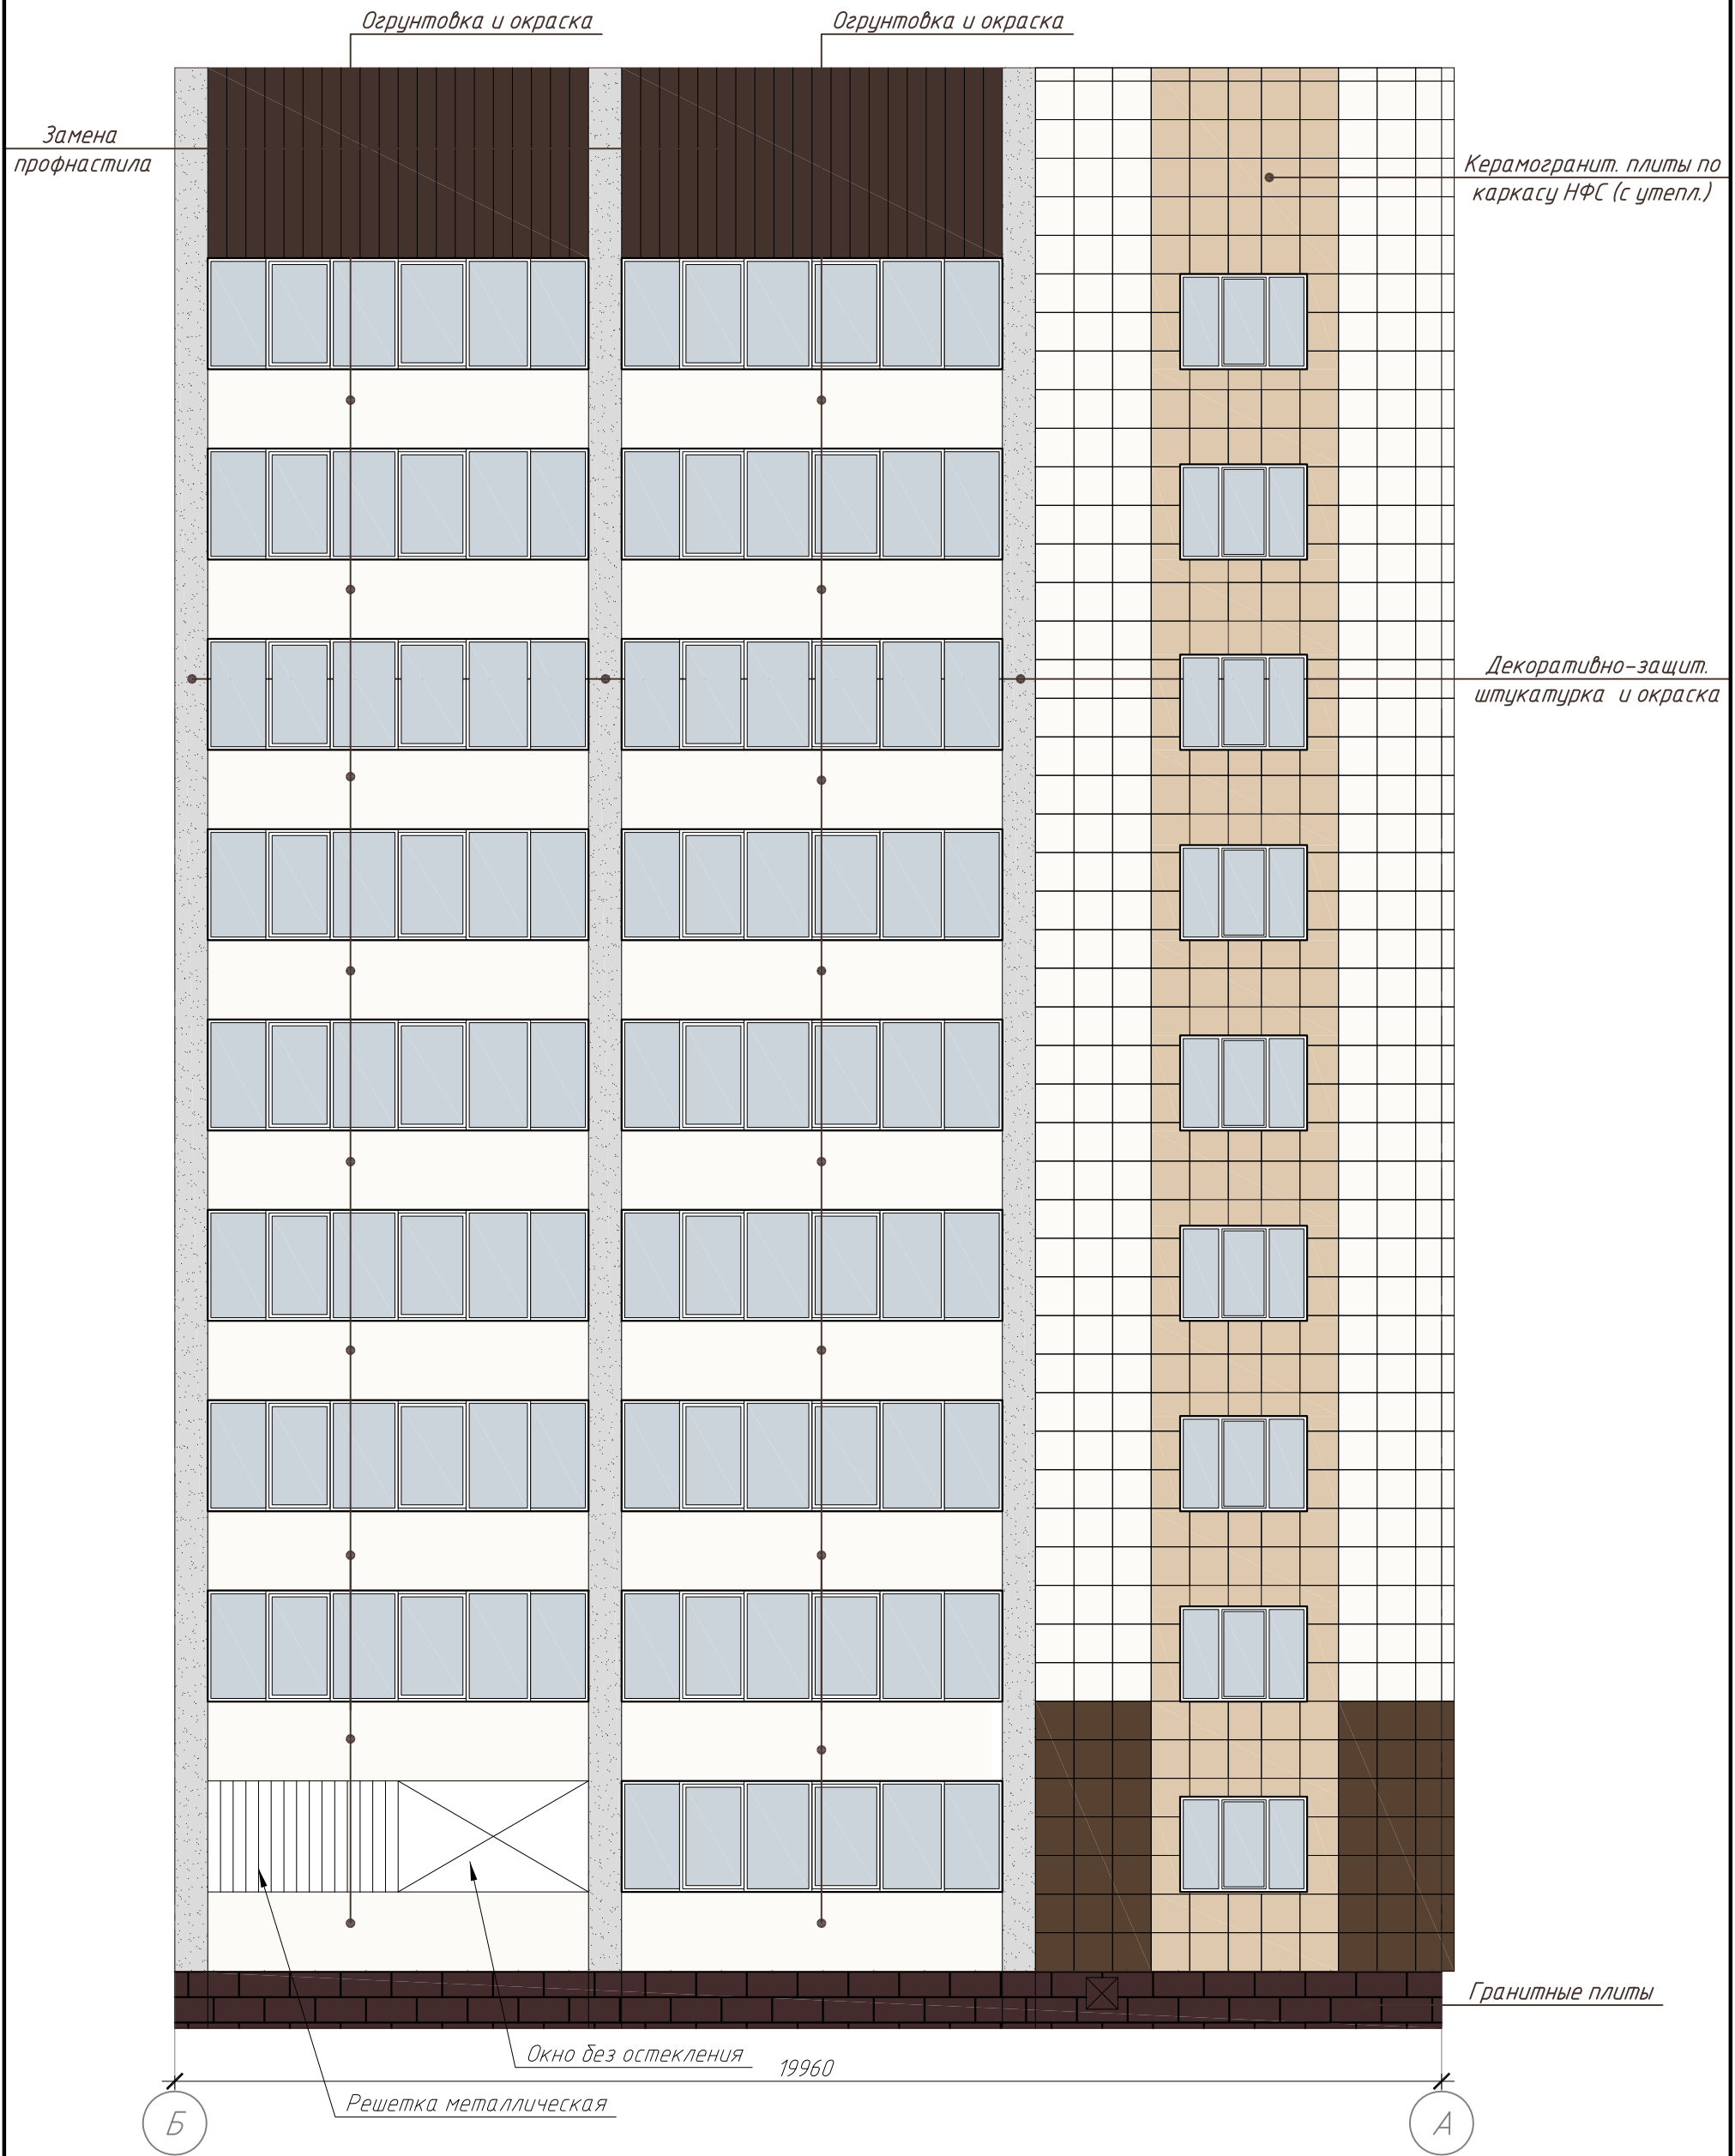 Огрунтовка и окраска
Огрунтовка и окраска
Замена
профнастила
Керамогранит. плиты по
каркасу НФС (с утепл.)
Декоративно-защит.
штукатурка и окраска
Гранитные плиты
Окно без остекления
19960
Решетка металлическая
Б
А